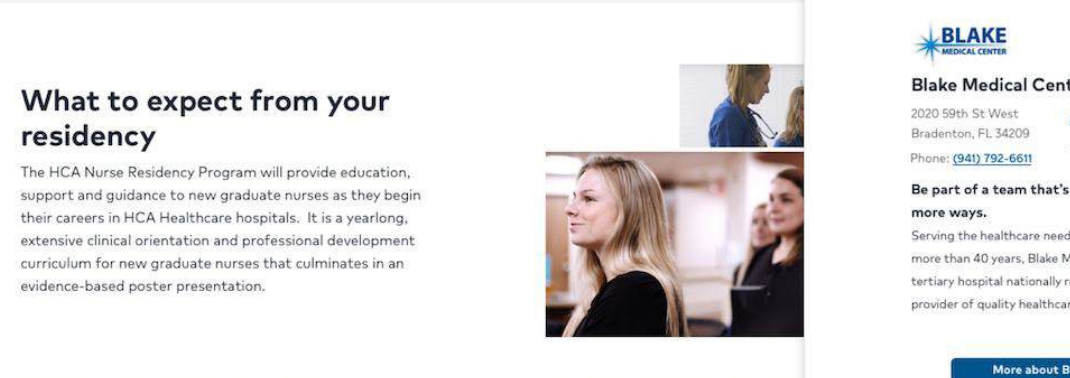 What to expect from your
residency
The HCA Nurse Residency Program will provide education,
support and guidance to new graduate nurses as they begin
their careers in HCA Healthcare hospitals.  It is a yearlong,
extensive clinical orientation and professional development
curriculum for new graduate nurses that culminates in an
evidence-based poster presentation.
BLAKE
MEDICAL CENTER
Blake Medical Cent
2020 59th St West
Bradenton, FL 34209
Phone: (941) 792-6611
Be part of a team that's
more ways.
Serving the healthcare need
more than 40 years, Blake M
tertiary hospital nationally r
provider of quality healthcar
More about B